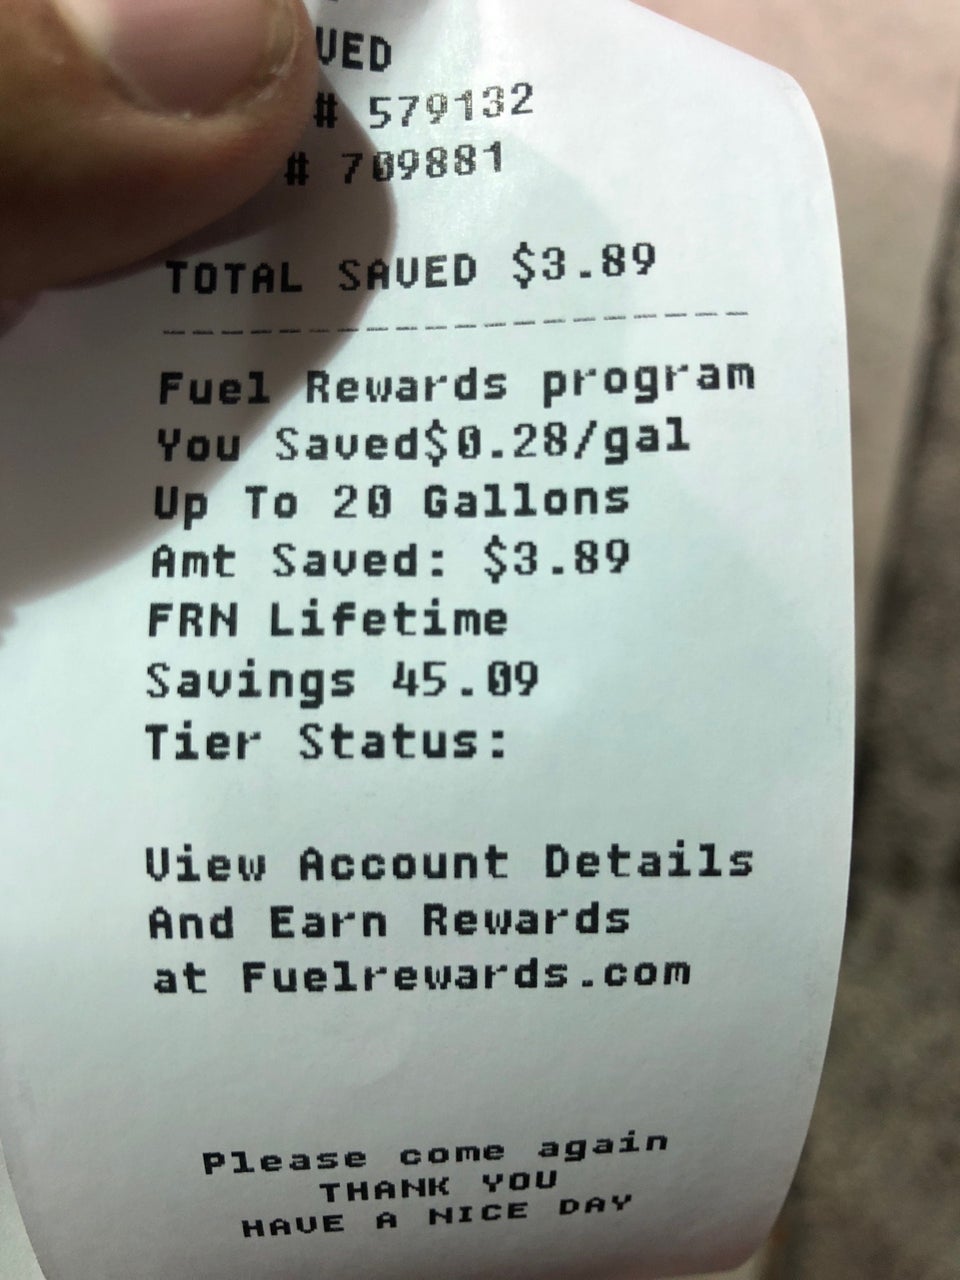 # 579132
# 709881
TOTAL SAVED $3.89
--------------------
Fuel Rewards program
You Saved$0.28/gal
Up To 20 Gallons
Amt Saved: $3.89
FRN Lifetime
Savings 45.09
Tier Status:
View Account Details
And Earn Rewards
at Fuelrewards.com
Please come again
THANK YOU
HAVE A NICE DAY